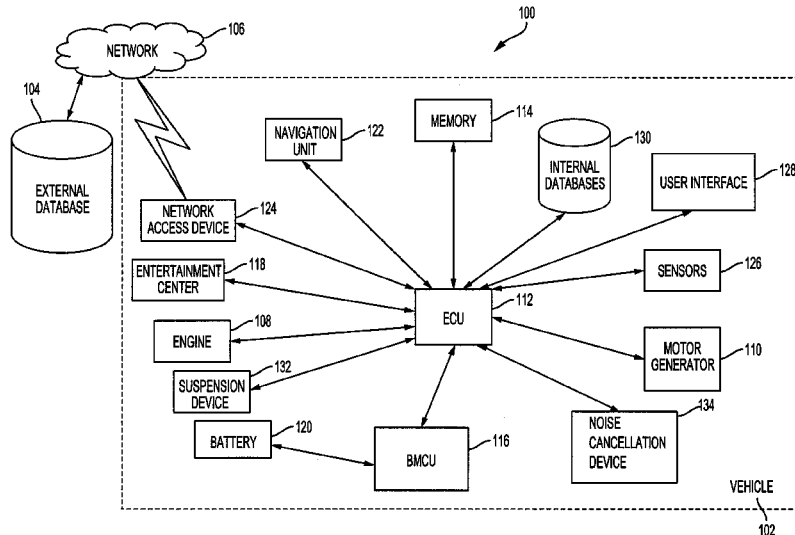 100
106
NETWORK
104
EXTERNAL
DATABASE
NAVIGATION
UNIT
122
MEMORY
114
INTERNAL
DATABASES
130
USER INTERFACE
128
NETWORK
ACCESS DEVICE
124
ENTERTAINMENT
CENTER
118
SENSORS
126
ECU
112
ENGINE
108
MOTOR
GENERATOR
110
SUSPENSION
DEVICE
132
BATTERY
120
BMCU
116
NOISE
CANCELLATION
DEVICE
134
VEHICLE
102